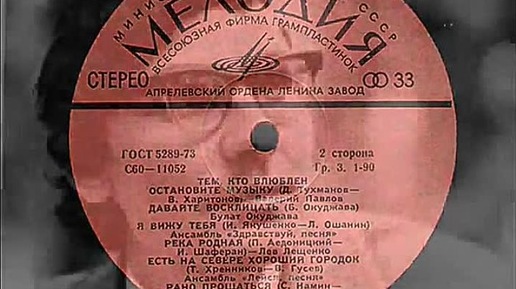 МИНИ СССР
МЕЛОДИЯ
ВСЕСОЮЗНАЯ ФИРМА ГРАМПЛАСТИНОК
СТЕРЕО 33
АПРЕЛЕВСКИЙ ОРДЕНА ЛЕНИНА ЗАВОД
ГОСТ 5289-73 2 сторона
С60—11052 Гр. 3. 1-90
ТЕМ, КТО ВЛЮБЛЕН
ОСТАНОВИТЕ МУЗЫКУ (Д. Тухманов—
В. Харитонов) Валерий Павлов
ДАВАЙТЕ ВОСКЛИЦАТЬ (Б. Окуджава)
Булат Окуджава
Я ВИЖУ ТЕБЯ (И. Якушенко—Л. Ошанин)
Ансамбль «Здравствуй, песня»
РЕКА РОДНАЯ (П. Аедоницкий—
И. Шаферан) Лев Лещенко
ЕСТЬ НА СЕВЕРЕ ХОРОШИЙ ГОРОДОК
(Т. Хренников—В. Гусев)
Ансамбль «Лейся, песня»
РАНО ПРОЩАТЬСЯ (С. Намин—